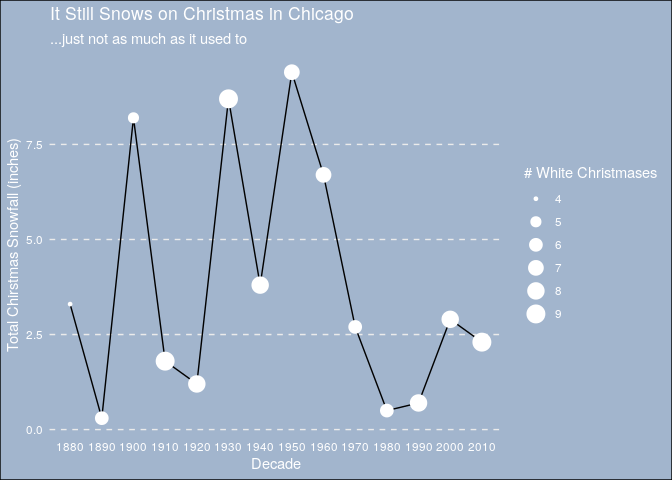 It Still Snows on Christmas in Chicago
...just not as much as it used to
Total Chirstmas Snowfall (inches)
7.5
5.0
2.5
0.0
1880 1890 1900 1910 1920 1930 1940 1950 1960 1970 1980 1990 2000 2010
Decade
# White Christmases
4
5
6
7
8
9